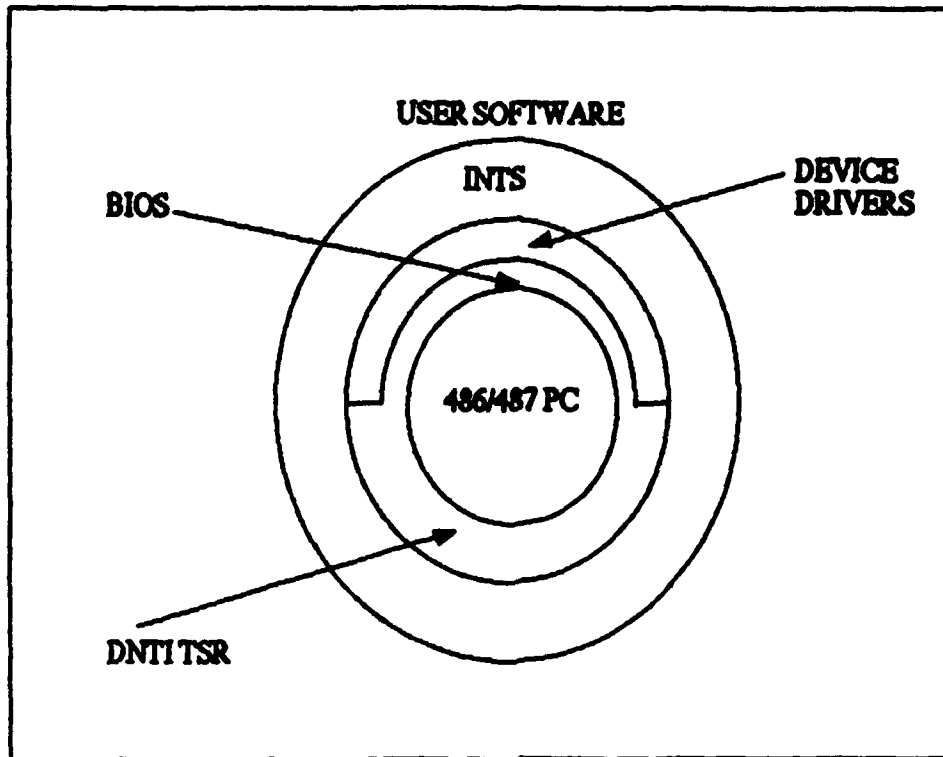 USER SOFTWARE
INTS
DEVICE
DRIVERS
BIOS
486/487 PC
DNTI TSR